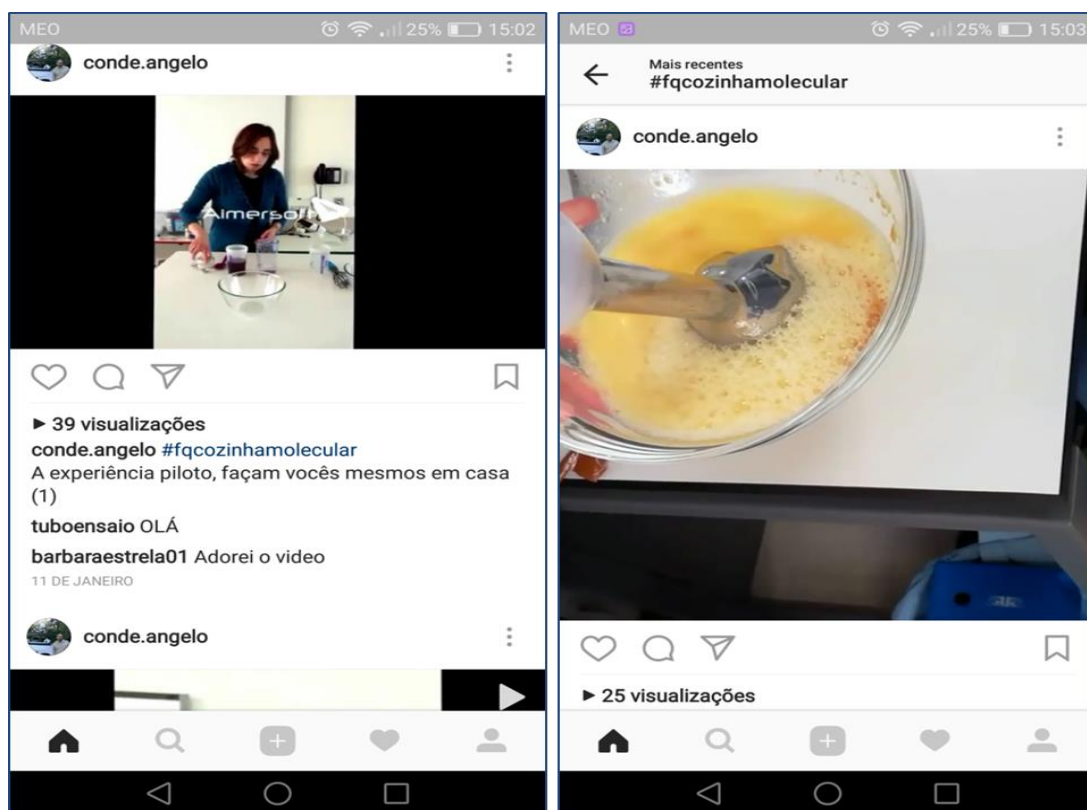 MEO
25%
15:02
conde.angelo
Aimersoft
39 visualizações
conde.angelo #fqcozinhamolecular
A experiência piloto, façam vocês mesmos em casa
(1)
tuboensaio OLÁ
barbaraestrela01 Adorei o video
11 DE JANEIRO
conde.angelo
MEO
25%
15:03
Mais recentes
#fqcozinhamolecular
conde.angelo
25 visualizações